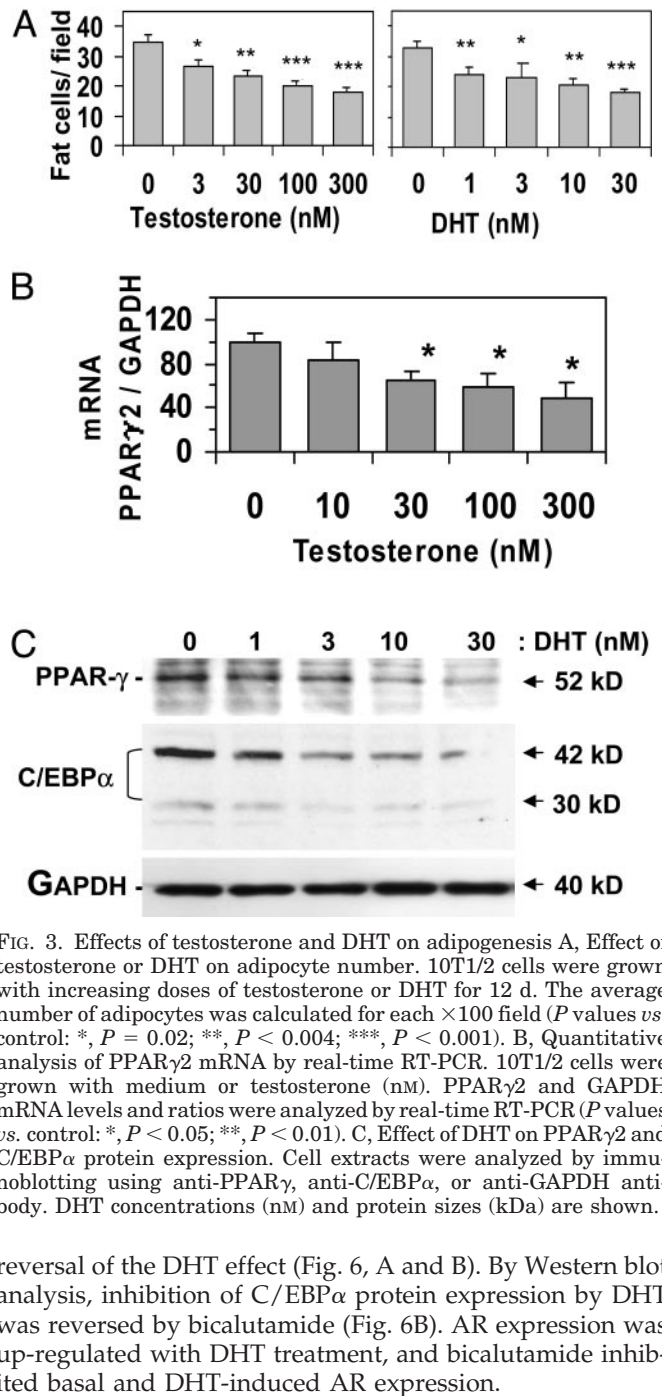 A
Fat cells/ field
40
30
20
10
0
* ** *** ***
0 3 30 100 300
Testosterone (nM)
** * ** ***
0 1 3 10 30
DHT (nM)
B
mRNA
PPARγ2 / GAPDH
120
80
40
0
* * *
0 10 30 100 300
Testosterone (nM)
C
0 1 3 10 30 : DHT (nM)
PPAR-γ - ← 52 kD
C/EBPα ← 42 kD
← 30 kD
GAPDH - ← 40 kD
FIG. 3. Effects of testosterone and DHT on adipogenesis A, Effect of
testosterone or DHT on adipocyte number. 10T1/2 cells were grown
with increasing doses of testosterone or DHT for 12 d. The average
number of adipocytes was calculated for each ×100 field (P values vs.
control: *, P = 0.02; **, P < 0.004; ***, P < 0.001). B, Quantitative
analysis of PPARγ2 mRNA by real-time RT-PCR. 10T1/2 cells were
grown with medium or testosterone (nM). PPARγ2 and GAPDH
mRNA levels and ratios were analyzed by real-time RT-PCR (P values
vs. control: *, P < 0.05; **, P < 0.01). C, Effect of DHT on PPARγ2 and
C/EBPα protein expression. Cell extracts were analyzed by immu-
noblotting using anti-PPARγ, anti-C/EBPα, or anti-GAPDH anti-
body. DHT concentrations (nM) and protein sizes (kDa) are shown.
reversal of the DHT effect (Fig. 6, A and B). By Western blot
analysis, inhibition of C/EBPα protein expression by DHT
was reversed by bicalutamide (Fig. 6B). AR expression was
up-regulated with DHT treatment, and bicalutamide inhib-
ited basal and DHT-induced AR expression.